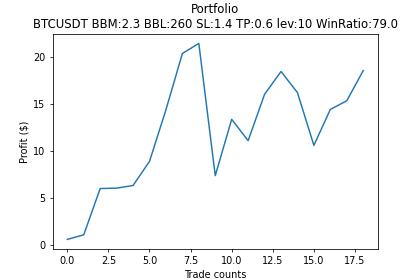 Portfolio
BTCUSDT BBM:2.3 BBL:260 SL:1.4 TP:0.6 lev:10 WinRatio:79.0
20
15
10
5
0
Profit ($)
0.0 2.5 5.0 7.5 10.0 12.5 15.0 17.5
Trade counts